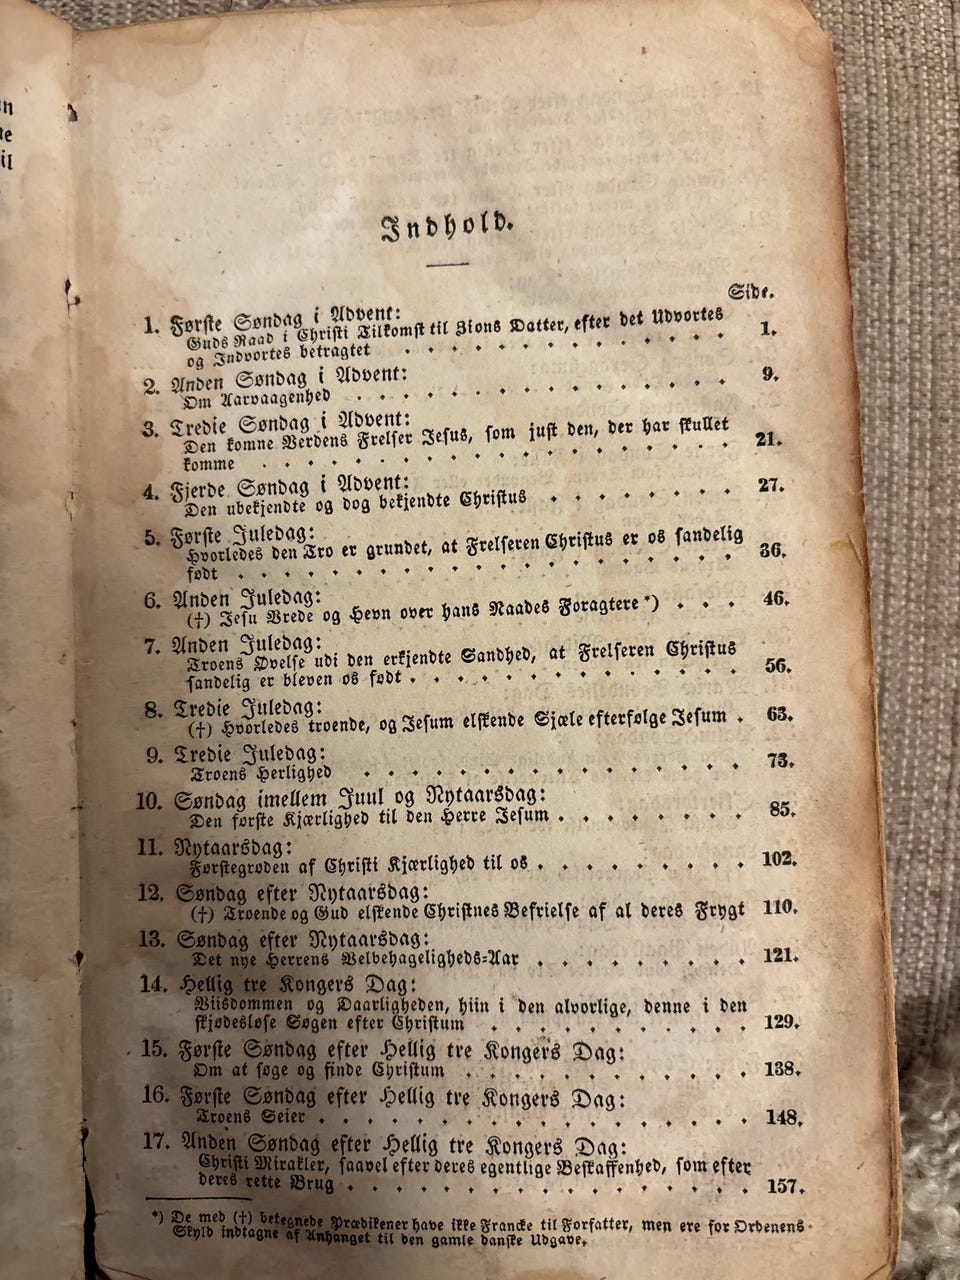 n
e
il
Indhold.
Side.
1. Første Søndag i Advent:
Guds Raad i Christi Tilkomst til Zions Datter, efter det Udvortes
og Indvortes betragtet . . . . . . . . . . . . 1.
2. Anden Søndag i Advent:
Om Aarvaagenhed . . . . . . . . . . . . . 9.
3. Tredie Søndag i Advent:
Den komne Verdens Frelser Jesus, som just den, der har skullet
komme . . . . . . . . . . . . . . . . 21.
4. Fjerde Søndag i Advent:
Den ubekjendte og dog bekjendte Christus . . . . . . . 27.
5. Første Juledag:
Hvorledes den Tro er grundet, at Frelseren Christus er os sandelig
født . . . . . . . . . . . . . . . . . 36.
6. Anden Juledag:
(†) Jesu Vrede og Hevn over hans Naades Foragtere *) . . . 46.
7. Anden Juledag:
Troens Øvelse udi den erkjendte Sandhed, at Frelseren Christus
sandelig er bleven os født . . . . . . . . . . . 56.
8. Tredie Juledag:
(†) Hvorledes troende, og Jesum elskende Sjæle efterfølge Jesum . 63.
9. Tredie Juledag:
Troens Herlighed . . . . . . . . . . . . . 73.
10. Søndag imellem Juul og Nytaarsdag:
Den første Kjærlighed til den Herre Jesum . . . . . . . 85.
11. Nytaarsdag:
Førstegrøden af Christi Kjærlighed til os . . . . . . . . 102.
12. Søndag efter Nytaarsdag:
(†) Troende og Gud elskende Christnes Befrielse af al deres Frygt 110.
13. Søndag efter Nytaarsdag:
Det nye Herrens Velbehageligheds-Aar . . . . . . . . 121.
14. Hellig tre Kongers Dag:
Viisdommen og Daarligheden, hiin i den alvorlige, denne i den
skjødesløse Søgen efter Christum . . . . . . . . . . 129.
15. Første Søndag efter Hellig tre Kongers Dag:
Om at søge og finde Christum . . . . . . . . . . . 138.
16. Første Søndag efter Hellig tre Kongers Dag:
Troens Seier . . . . . . . . . . . . . . . 148.
17. Anden Søndag efter Hellig tre Kongers Dag:
Christi Mirakler, saavel efter deres egentlige Beskaffenhed, som efter
deres rette Brug . . . . . . . . . . . . . . 157.
*) De med (†) betegnede Prædikener have ikke Francke til Forfatter, men ere for Ordenens
Skyld indtagne af Anhanget til den gamle danske Udgave.